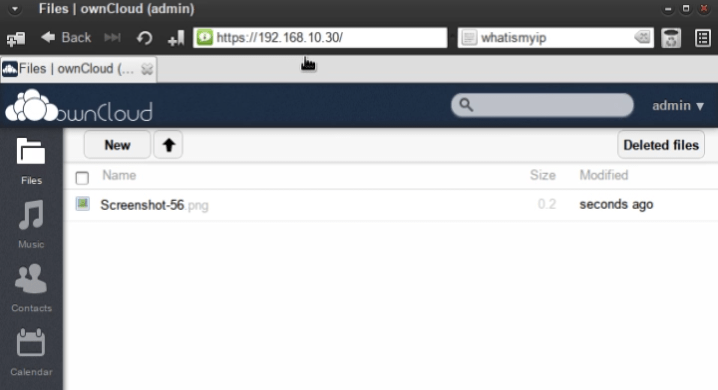 Files | ownCloud (admin)
Back
https://192.168.10.30/
whatismyip
Files | ownCloud (...
ownCloud
admin
New
Deleted files
Name
Size
Modified
Files
Screenshot-56.png
0.2
seconds ago
Music
Contacts
Calendar